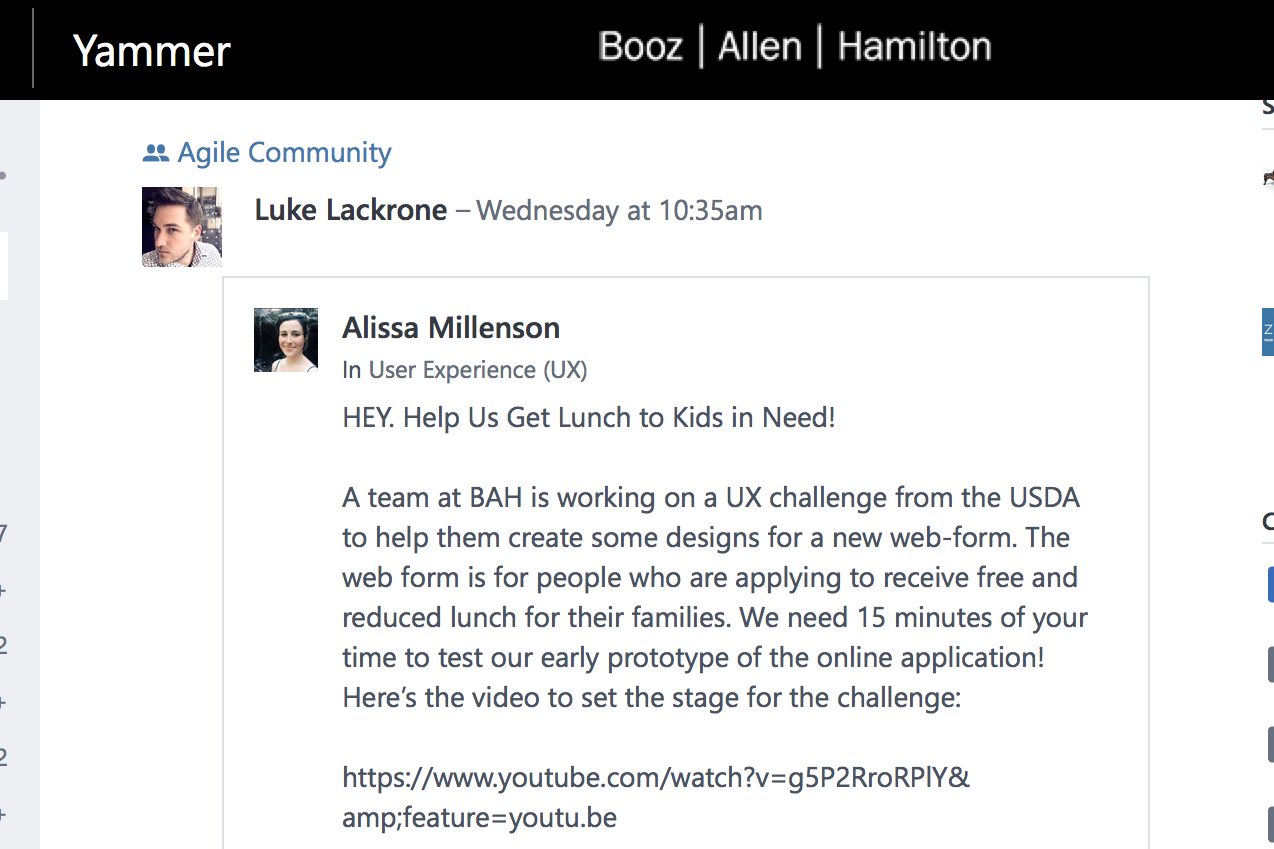 Yammer
Booz | Allen | Hamilton
Agile Community
Luke Lackrone – Wednesday at 10:35am
Alissa Millenson
In User Experience (UX)
HEY. Help Us Get Lunch to Kids in Need!
A team at BAH is working on a UX challenge from the USDA
to help them create some designs for a new web-form. The
web form is for people who are applying to receive free and
reduced lunch for their families. We need 15 minutes of your
time to test our early prototype of the online application!
Here’s the video to set the stage for the challenge:
https://www.youtube.com/watch?v=g5P2RroRPlY&
amp;feature=youtu.be
7
+
2
+
2
+